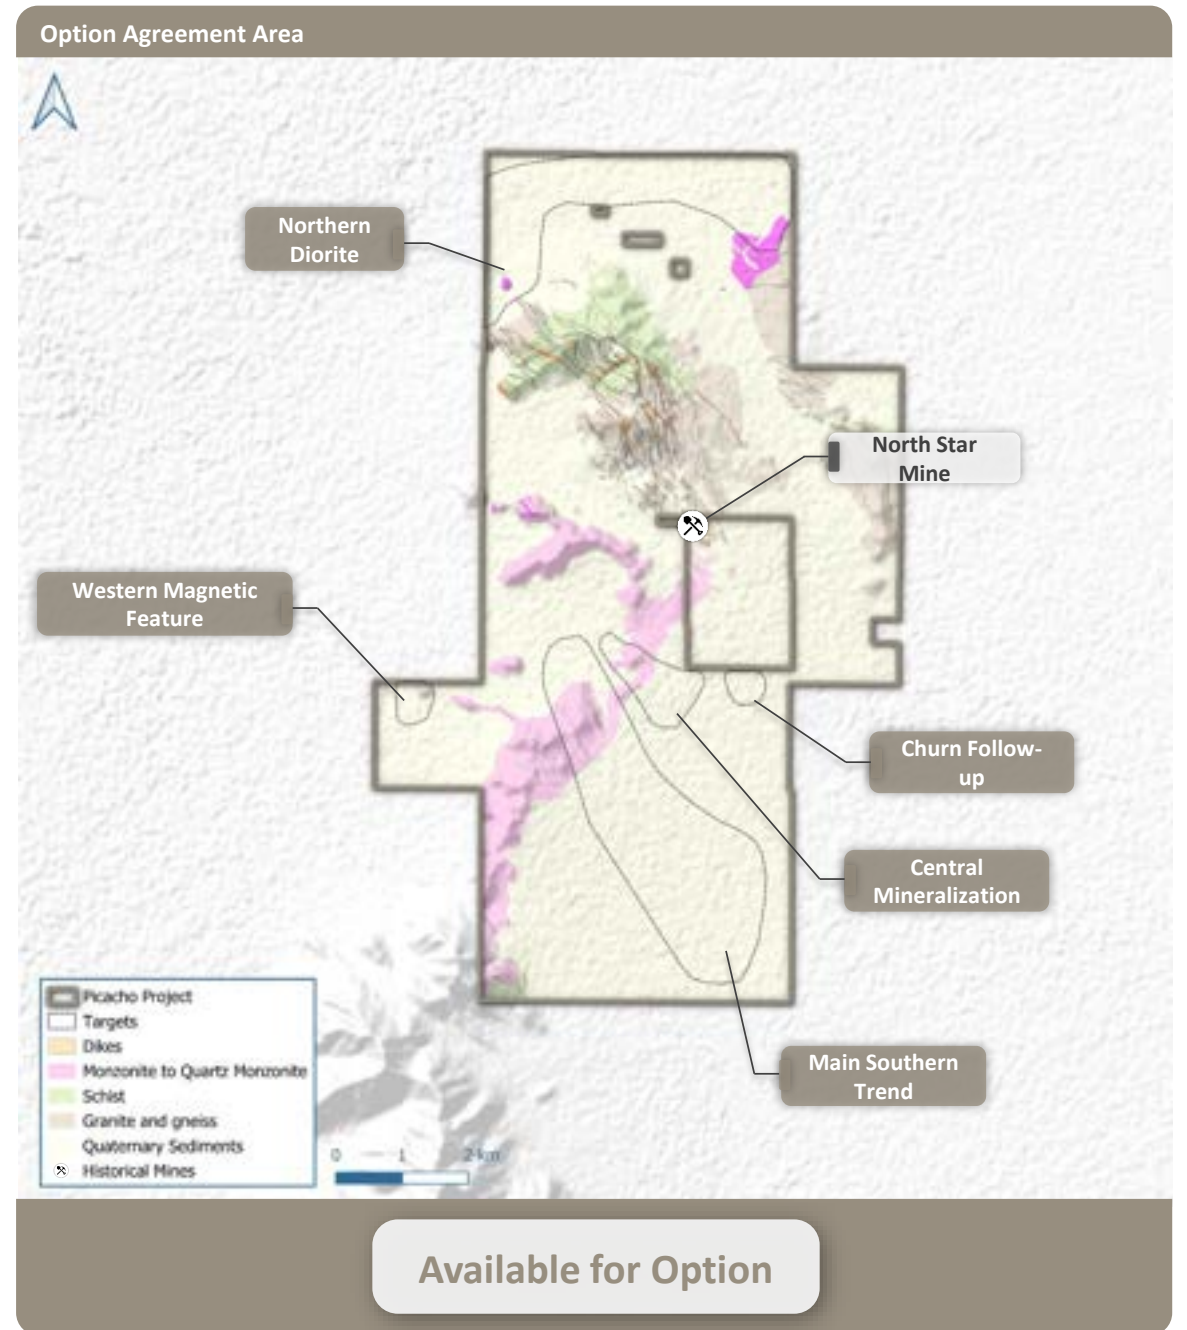 Option Agreement Area
Northern
Diorite
North Star
Mine
Western Magnetic
Feature
Churn Follow-
up
Central
Mineralization
Main Southern
Trend
Picacho Project
Targets
Dikes
Monzonite to Quartz Monzonite
Schist
Granite and gneiss
Quaternary Sediments
Historical Mines
0 1 2 km
Available for Option